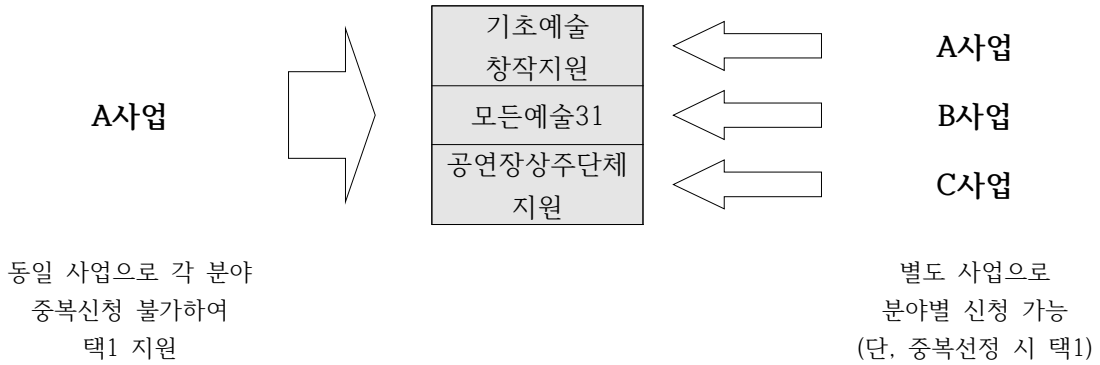 A사업
기초예술
창작지원
모든예술31
공연장상주단체
지원
A사업
B사업
C사업
동일 사업으로 각 분야
중복신청 불가하여
택1 지원
별도 사업으로
분야별 신청 가능
(단, 중복선정 시 택1)